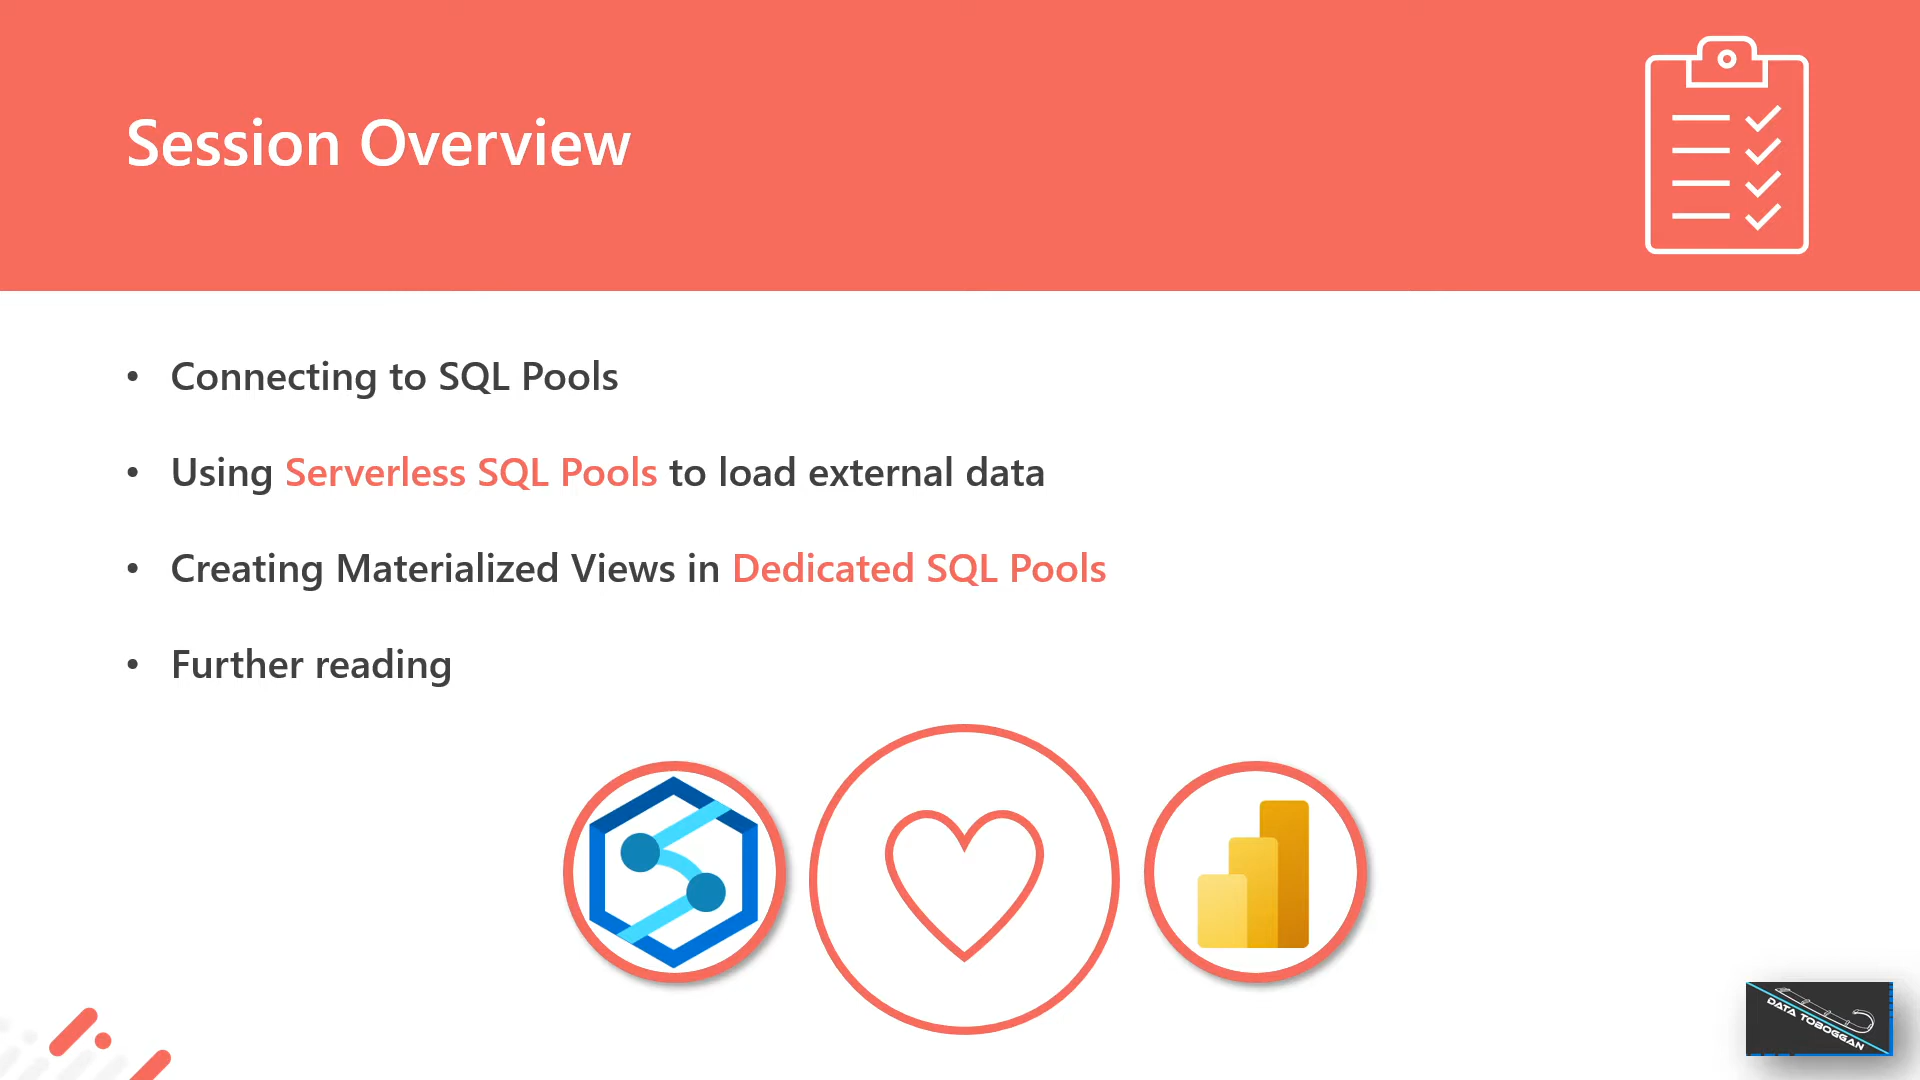 Session Overview
• Connecting to SQL Pools
• Using Serverless SQL Pools to load external data
• Creating Materialized Views in Dedicated SQL Pools
• Further reading
DATA TOBOGGAN